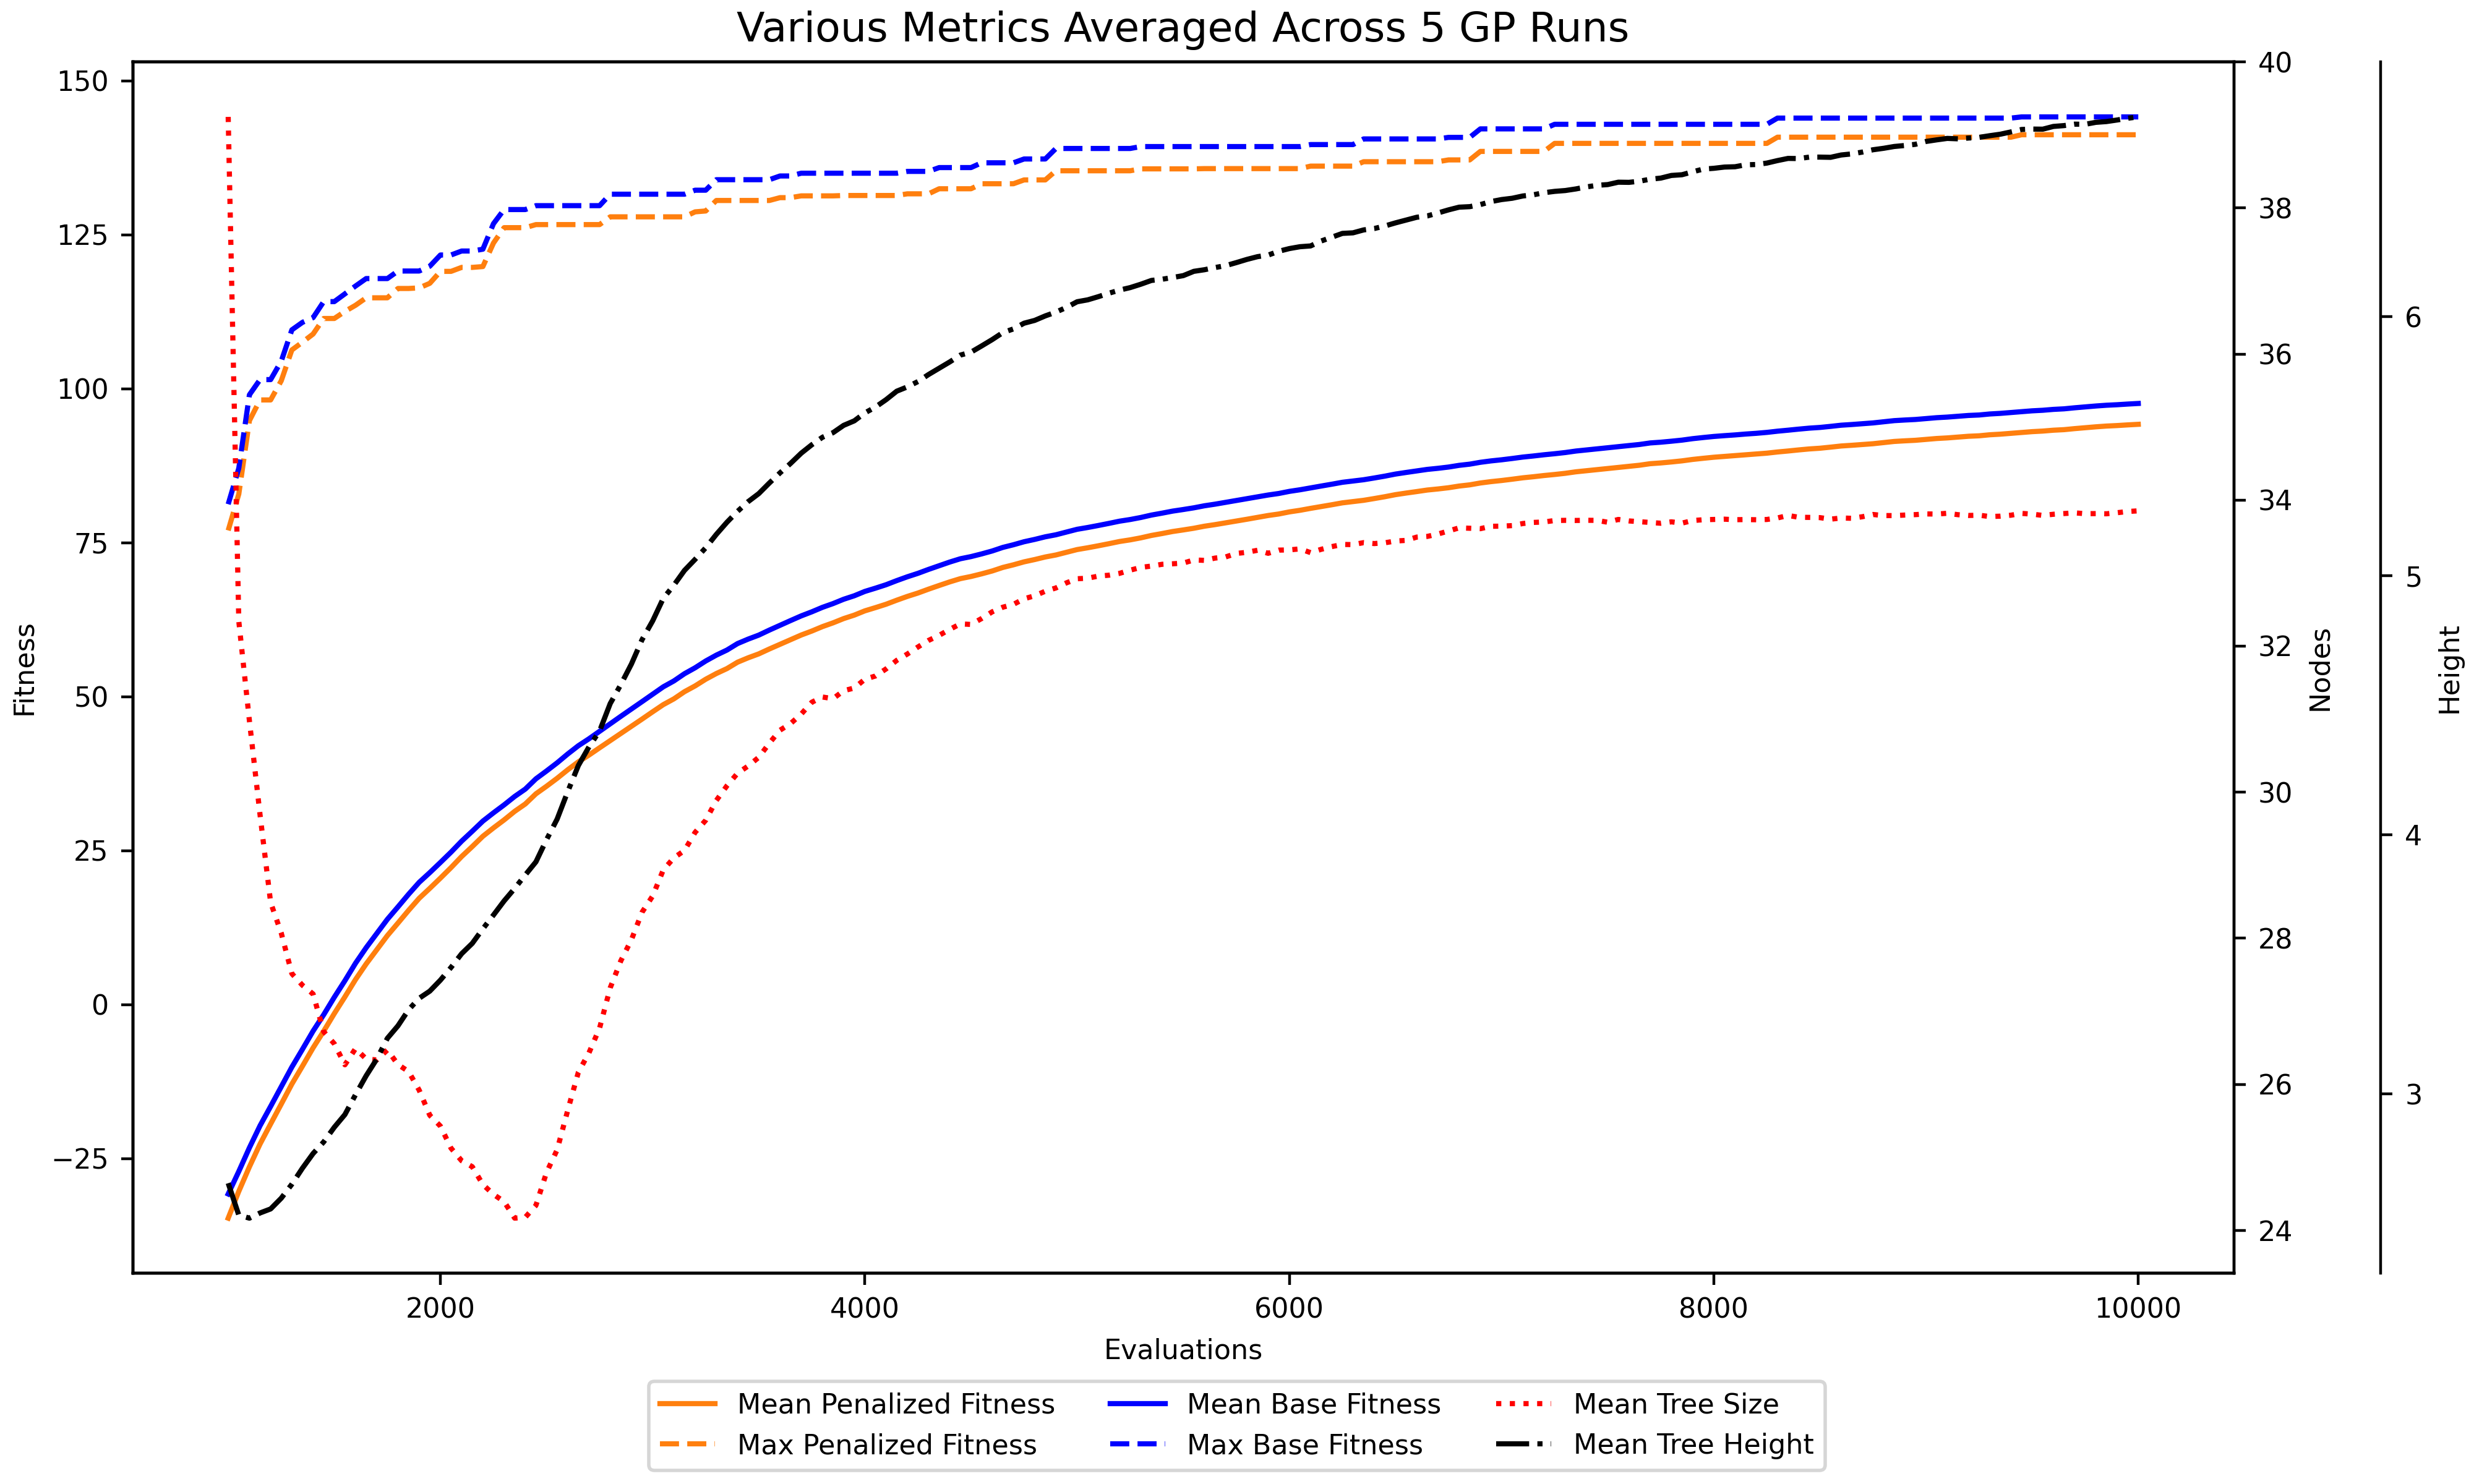 Various Metrics Averaged Across 5 GP Runs
150
125
100
75
50
25
0
−25
Fitness
40
38
36
34
32
30
28
26
24
Nodes
6
5
4
3
Height
2000 4000 6000 8000 10000
Evaluations
Mean Penalized Fitness Mean Base Fitness Mean Tree Size
Max Penalized Fitness Max Base Fitness Mean Tree Height